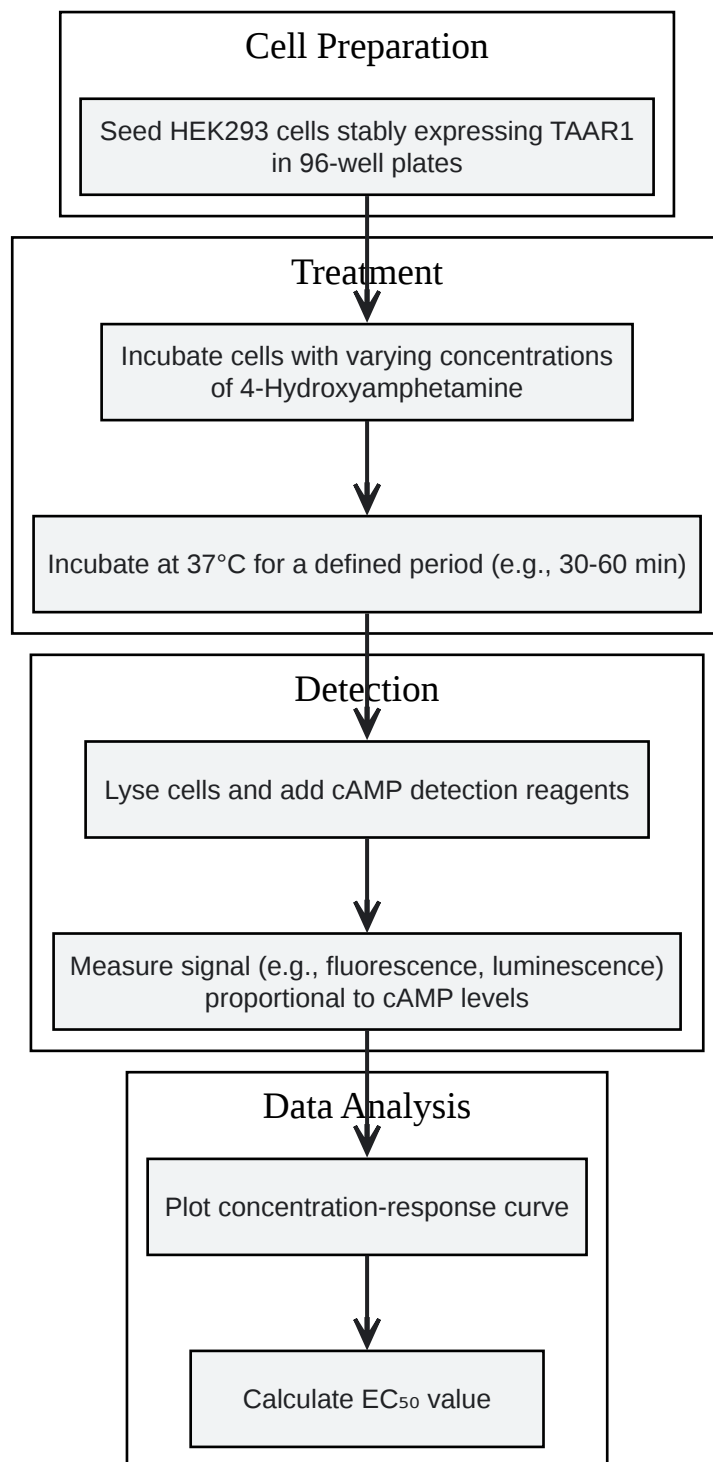 Cell Preparation
Seed HEK293 cells stably expressing TAAR1
in 96-well plates
Treatment
Incubate cells with varying concentrations
of 4-Hydroxyamphetamine
Incubate at 37°C for a defined period (e.g., 30-60 min)
Detection
Lyse cells and add cAMP detection reagents
Measure signal (e.g., fluorescence, luminescence)
proportional to cAMP levels
Data Analysis
Plot concentration-response curve
Calculate EC₅₀ value